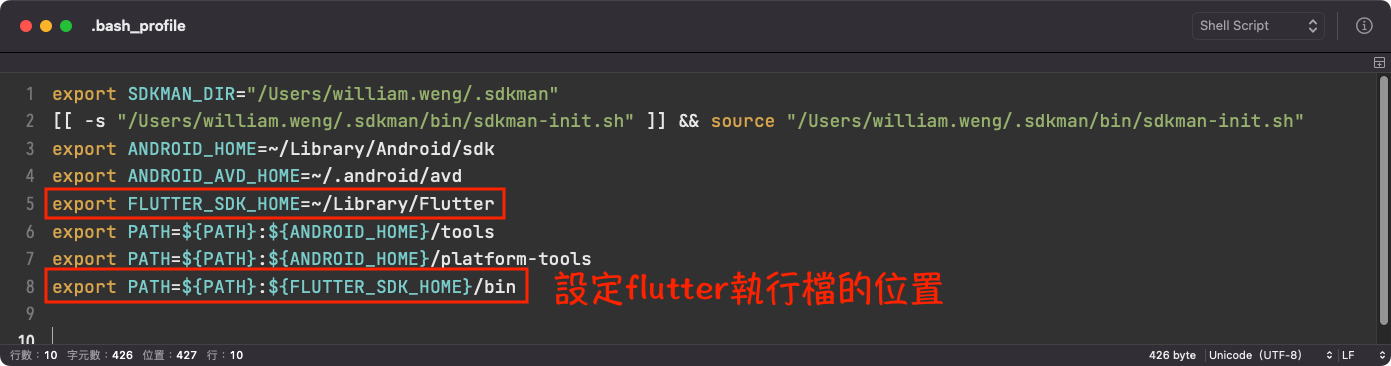 .bash_profile
Shell Script
1 export SDKMAN_DIR="/Users/william.weng/.sdkman"
2 [[ -s "/Users/william.weng/.sdkman/bin/sdkman-init.sh" ]] && source "/Users/william.weng/.sdkman/bin/sdkman-init.sh"
3 export ANDROID_HOME=~/Library/Android/sdk
4 export ANDROID_AVD_HOME=~/.android/avd
5 export FLUTTER_SDK_HOME=~/Library/Flutter
6 export PATH=${PATH}:${ANDROID_HOME}/tools
7 export PATH=${PATH}:${ANDROID_HOME}/platform-tools
8 export PATH=${PATH}:${FLUTTER_SDK_HOME}/bin
設定flutter執行檔的位置
9
10
行數：10 字元數：426 位置：427 行：10
426 byte Unicode (UTF-8) LF